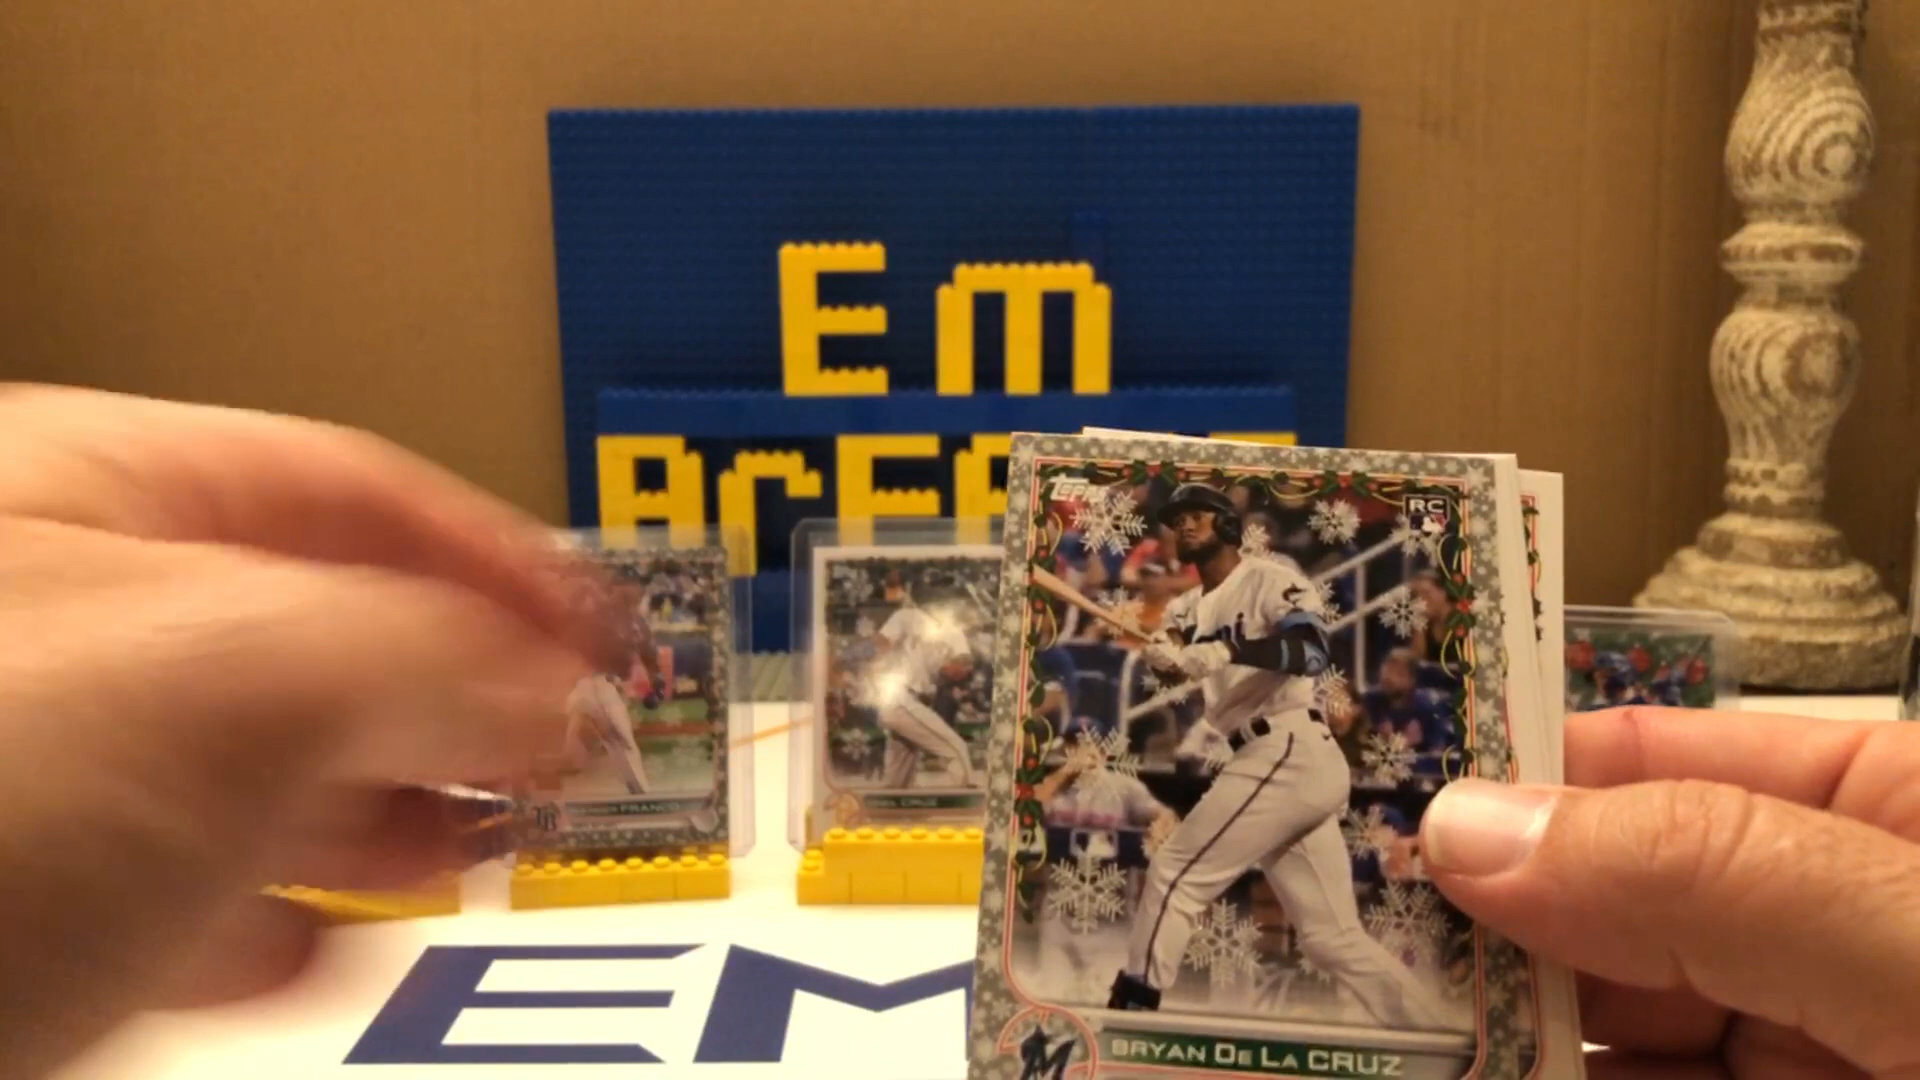 Em
topps
RC
FRANCO
CRUZ
BRYAN DE LA CRUZ
EM